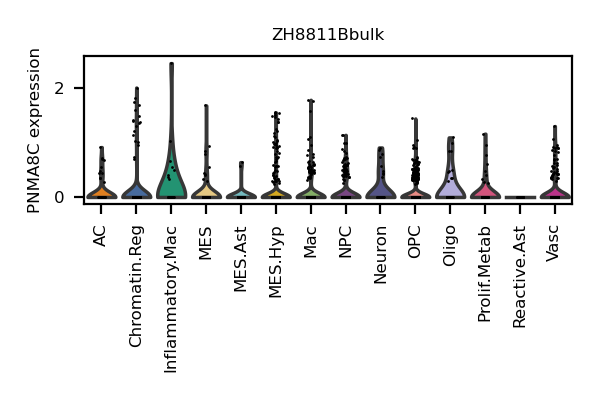 ZH8811Bbulk
PNMA8C expression
2
0
AC
Chromatin.Reg
Inflammatory.Mac
MES
MES.Ast
MES.Hyp
Mac
NPC
Neuron
OPC
Oligo
Prolif.Metab
Reactive.Ast
Vasc